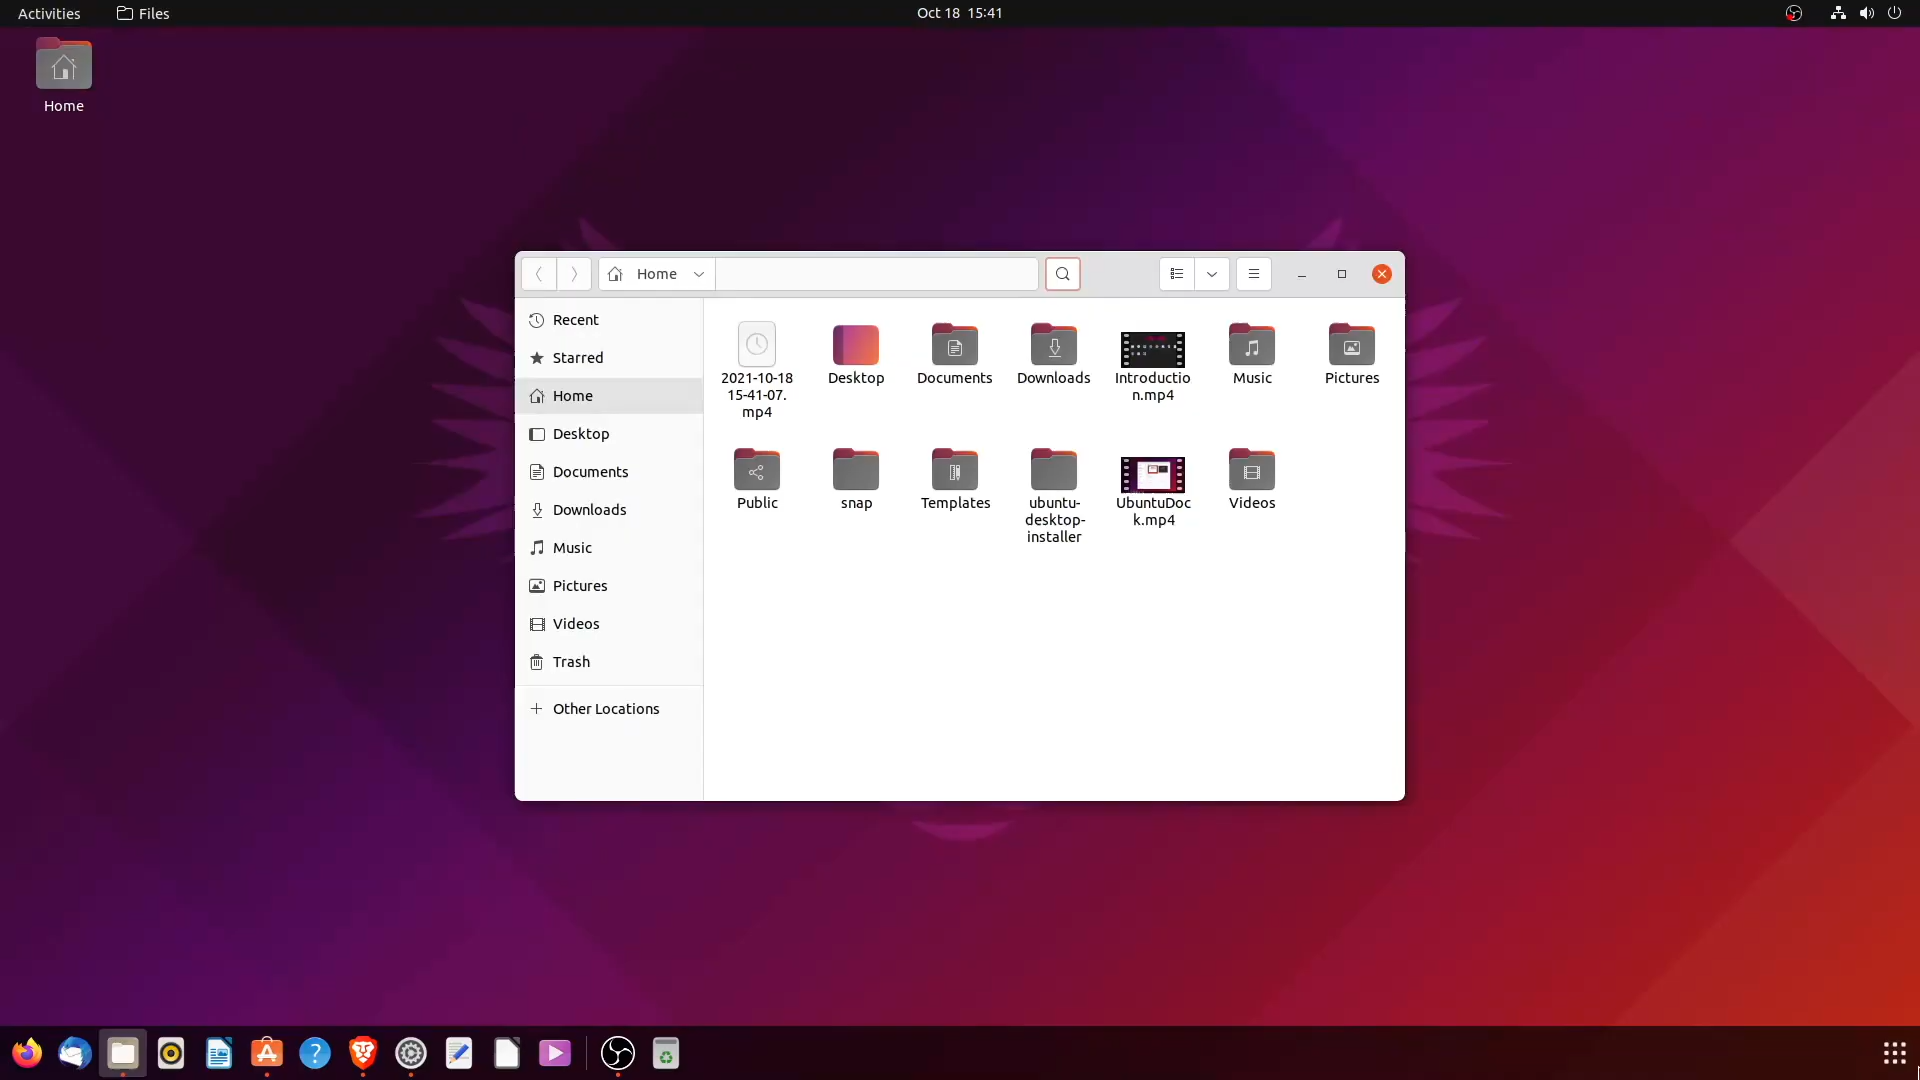 Activities
Files
Oct 18 15:41
Home
Home
Recent
Starred
Home
Desktop
Documents
Downloads
Music
Pictures
Videos
Trash
Other Locations
2021-10-18
15-41-07.
mp4
Desktop
Documents
Downloads
Introductio
n.mp4
Music
Pictures
Public
snap
Templates
ubuntu-
desktop-
installer
UbuntuDoc
k.mp4
Videos